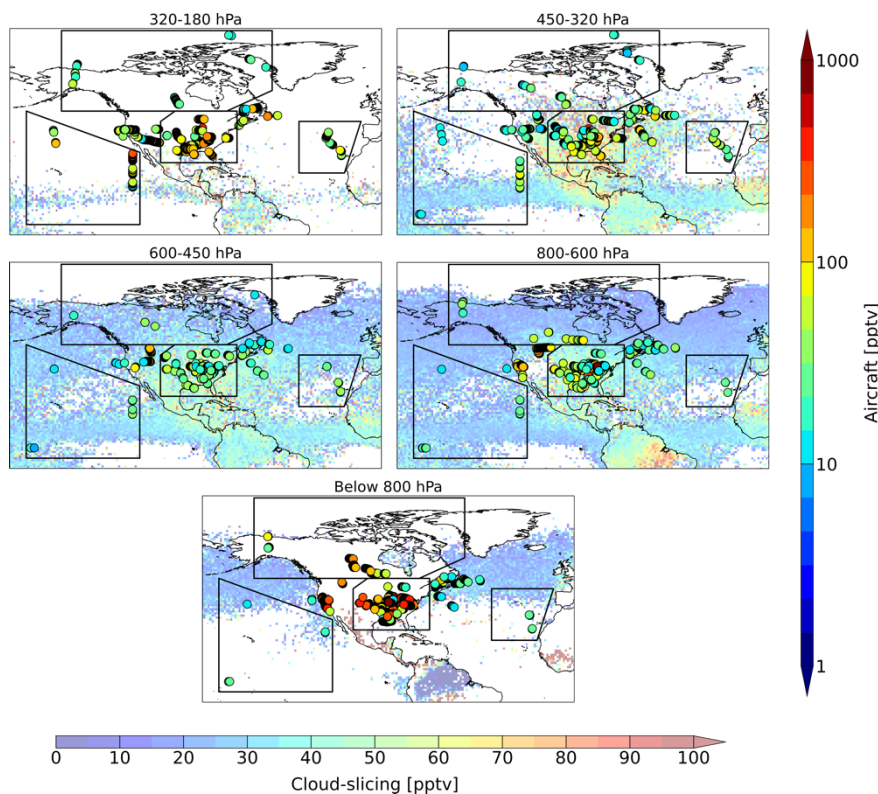 320-180 hPa
450-320 hPa
600-450 hPa
800-600 hPa
Below 800 hPa
1000
100
10
1
Aircraft [pptv]
0 10 20 30 40 50 60 70 80 90 100
Cloud-slicing [pptv]